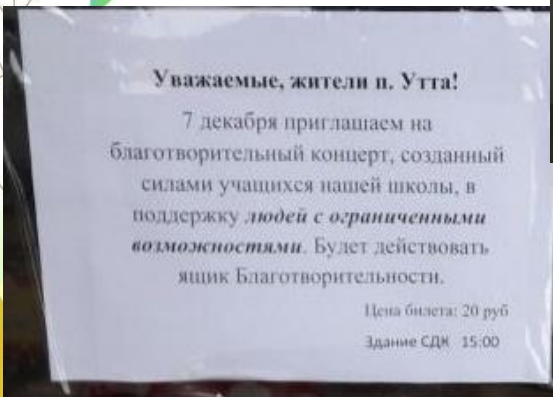 Уважаемые, жители п. Утта!
7 декабря приглашаем на
благотворительный концерт, созданный
силами учащихся нашей школы, в
поддержку людей с ограниченными
возможностями. Будет действовать
ящик Благотворительности.
Цена билета: 20 руб
Здание СДК 15:00